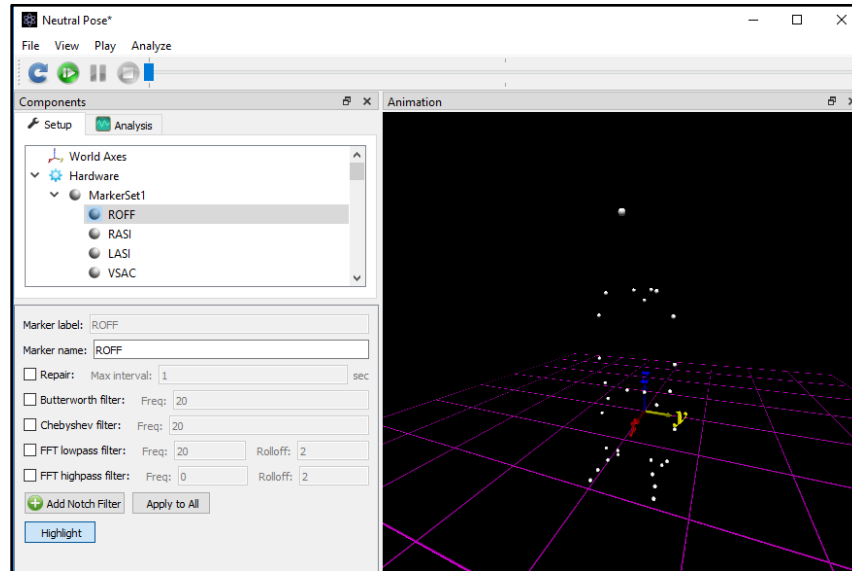 Neutral Pose*
File View Play Analyze
Components
Animation
Setup Analysis
World Axes
Hardware
MarkerSet1
ROFF
RASI
LASI
VSAC
Marker label: ROFF
Marker name: ROFF
Repair: Max interval: 1 sec
Butterworth filter: Freq: 20
Chebyshev filter: Freq: 20
FFT lowpass filter: Freq: 20 Rolloff: 2
FFT highpass filter: Freq: 0 Rolloff: 2
Add Notch Filter Apply to All
Highlight
z
y